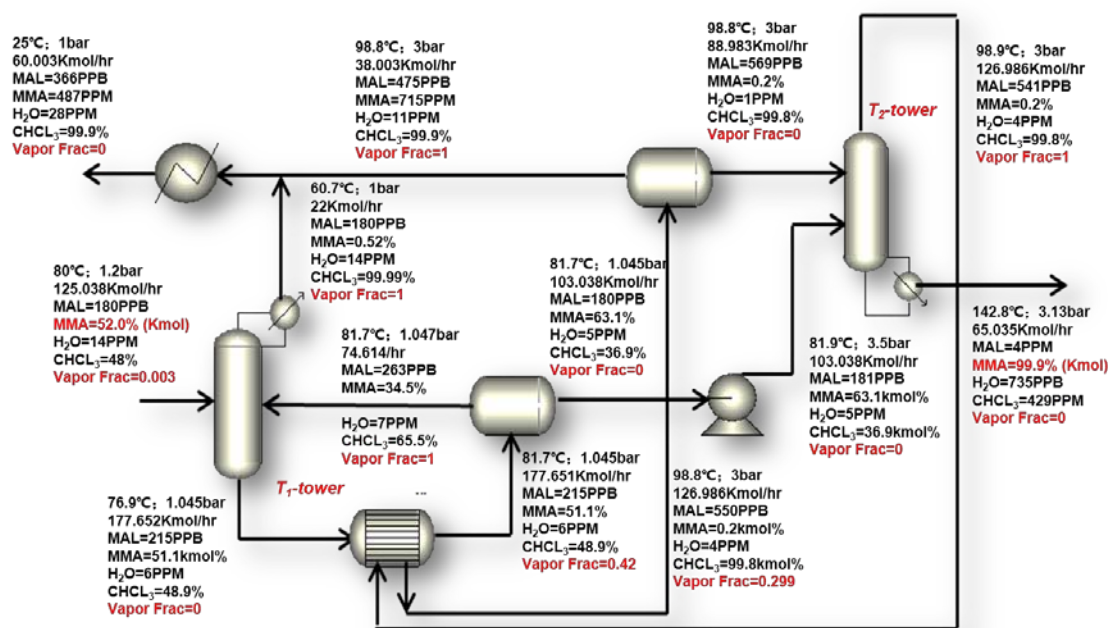 25℃; 1bar
60.003Kmol/hr
MAL=366PPB
MMA=487PPM
H₂O=28PPM
CHCL₃=99.9%
Vapor Frac=0
98.8℃; 3bar
38.003Kmol/hr
MAL=475PPB
MMA=715PPM
H₂O=11PPM
CHCL₃=99.9%
Vapor Frac=1
98.8℃; 3bar
88.983Kmol/hr
MAL=569PPB
MMA=0.2%
H₂O=1PPM
CHCL₃=99.8%
Vapor Frac=0
T₂-tower
98.9℃; 3bar
126.986Kmol/hr
MAL=541PPB
MMA=0.2%
H₂O=4PPM
CHCL₃=99.8%
Vapor Frac=1
60.7℃; 1bar
22Kmol/hr
MAL=180PPB
MMA=0.52%
H₂O=14PPM
CHCL₃=99.99%
Vapor Frac=1
80℃; 1.2bar
125.038Kmol/hr
MAL=180PPB
MMA=52.0% (Kmol)
H₂O=14PPM
CHCL₃=48%
Vapor Frac=0.003
81.7℃; 1.047bar
74.614/hr
MAL=263PPB
MMA=34.5%
H₂O=7PPM
CHCL₃=65.5%
Vapor Frac=1
81.7℃; 1.045bar
103.038Kmol/hr
MAL=180PPB
MMA=63.1%
H₂O=5PPM
CHCL₃=36.9%
Vapor Frac=0
81.9℃; 3.5bar
103.038Kmol/hr
MAL=181PPB
MMA=63.1kmol%
H₂O=5PPM
CHCL₃=36.9kmol%
Vapor Frac=0
142.8℃; 3.13bar
65.035Kmol/hr
MAL=4PPM
MMA=99.9% (Kmol)
H₂O=735PPB
CHCL₃=429PPM
Vapor Frac=0
T₁-tower
...
76.9℃; 1.045bar
177.652Kmol/hr
MAL=215PPB
MMA=51.1kmol%
H₂O=6PPM
CHCL₃=48.9%
Vapor Frac=0
81.7℃; 1.045bar
177.651Kmol/hr
MAL=215PPB
MMA=51.1%
H₂O=6PPM
CHCL₃=48.9%
Vapor Frac=0.42
98.8℃; 3bar
126.986Kmol/hr
MAL=550PPB
MMA=0.2kmol%
H₂O=4PPM
CHCL₃=99.8kmol%
Vapor Frac=0.299